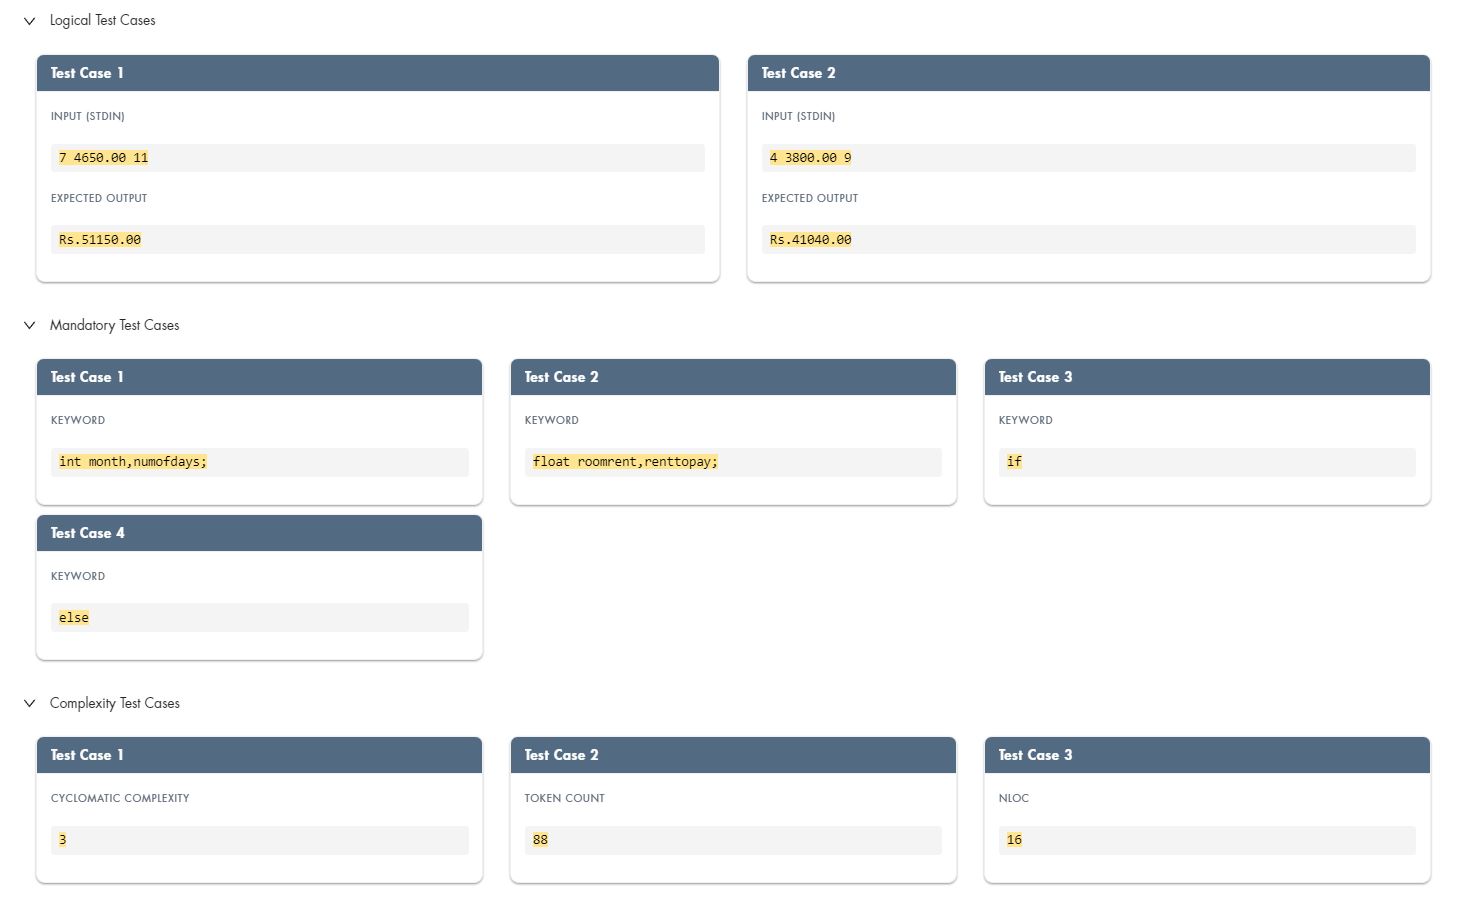 Logical Test Cases
Test Case 1
INPUT (STDIN)
7 4650.00 11
EXPECTED OUTPUT
Rs.51150.00
Test Case 2
INPUT (STDIN)
4 3800.00 9
EXPECTED OUTPUT
Rs.41040.00
Mandatory Test Cases
Test Case 1
KEYWORD
int month,numofdays;
Test Case 2
KEYWORD
float roomrent,renttopay;
Test Case 3
KEYWORD
if
Test Case 4
KEYWORD
else
Complexity Test Cases
Test Case 1
CYCLOMATIC COMPLEXITY
3
Test Case 2
TOKEN COUNT
88
Test Case 3
NLOC
16